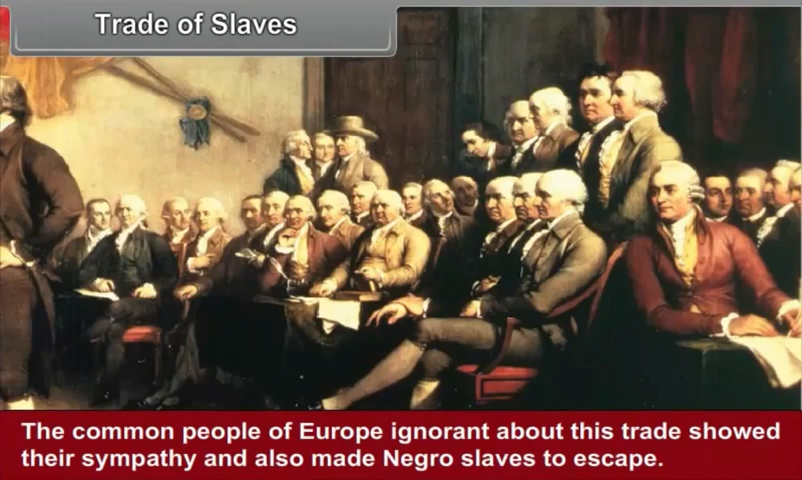 Trade of Slaves
The common people of Europe ignorant about this trade showed
their sympathy and also made Negro slaves to escape.